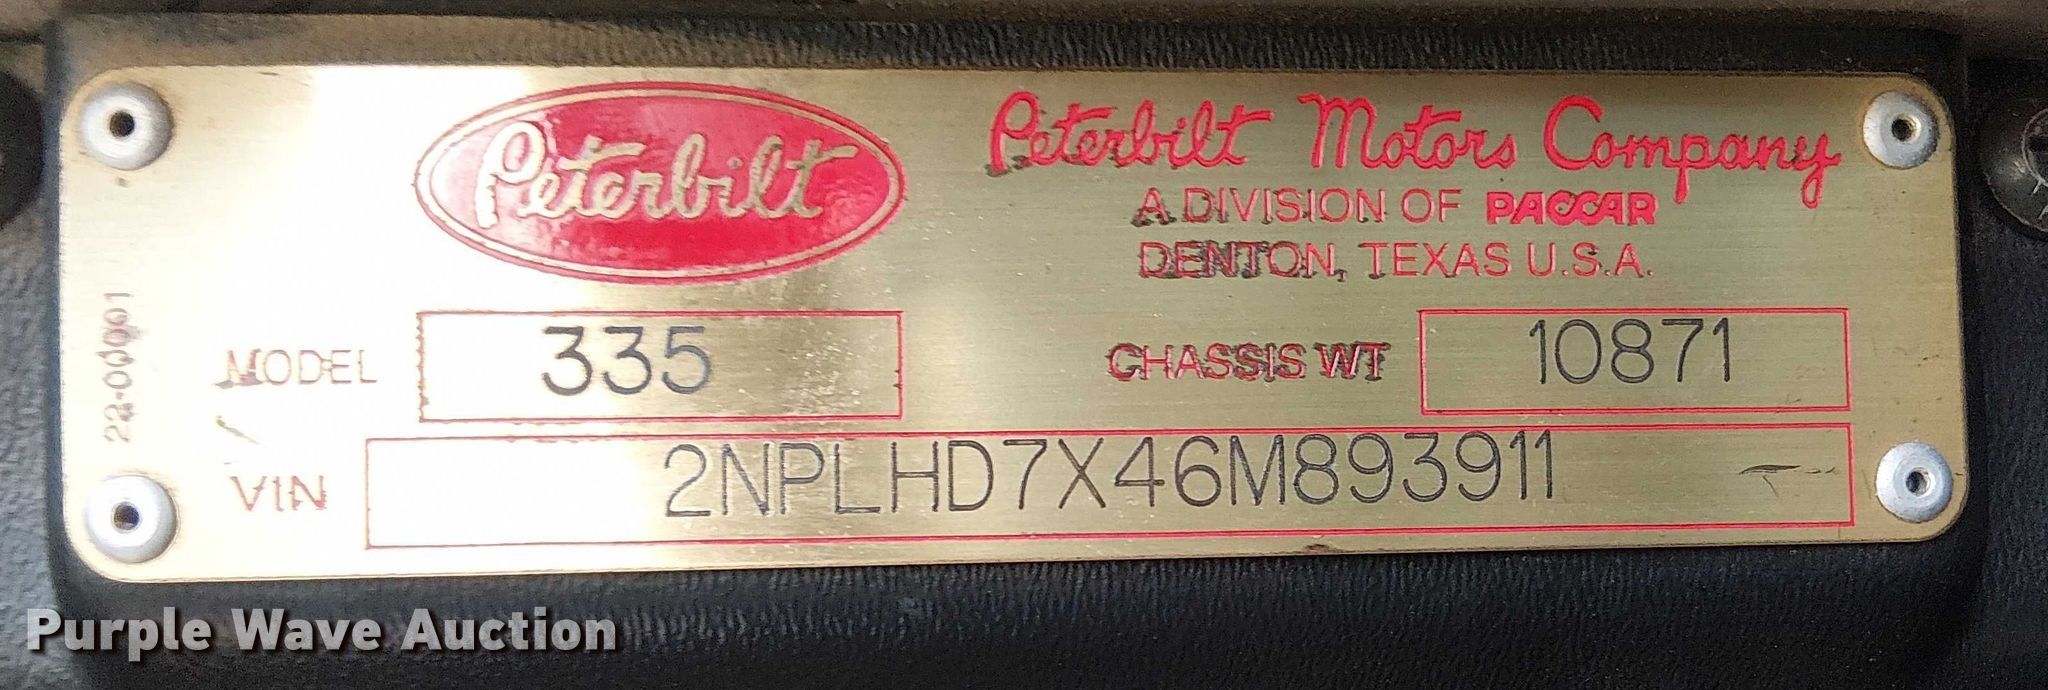 Peterbilt
Peterbilt Motors Company
A DIVISION OF PACCAR
DENTON, TEXAS U.S.A.
22-00001
MODEL 335
CHASSIS WT 10871
VIN 2NPLHD7X46M893911
Purple Wave Auction